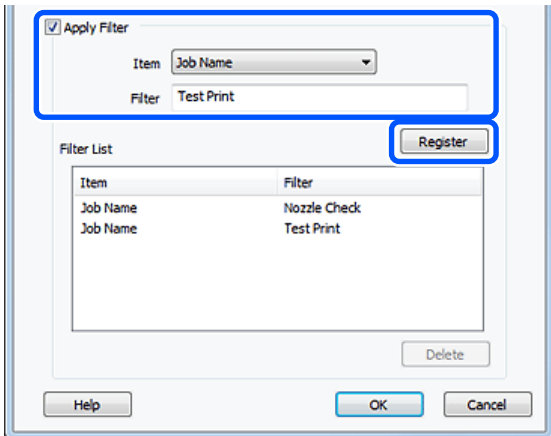 Apply Filter
Item Job Name
Filter Test Print
Register
Filter List
Item Filter
Job Name Nozzle Check
Job Name Test Print
Delete
Help OK Cancel